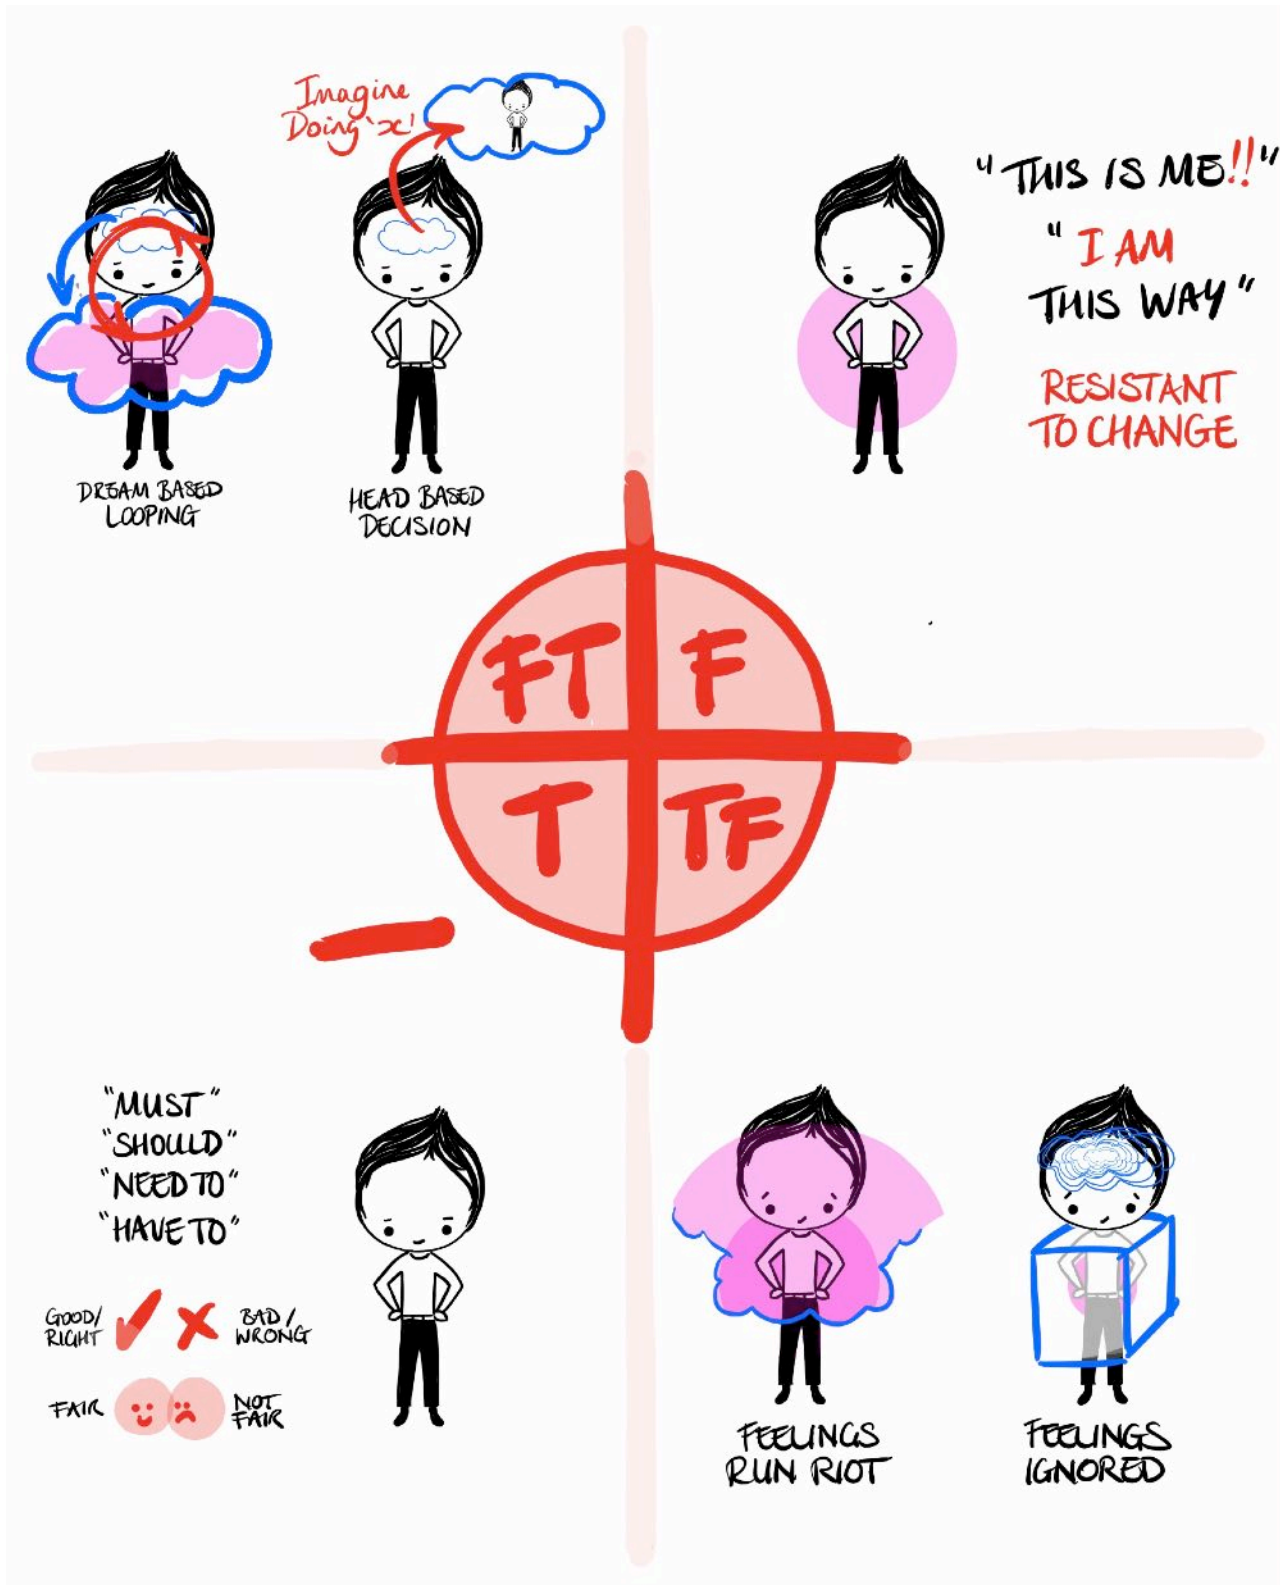 Imagine
Doing 'x'
DREAM BASED
LOOPING
HEAD BASED
DECISION
"THIS IS ME!!"
"I AM
THIS WAY"
RESISTANT
TO CHANGE
FT
F
T
TF
"MUST"
"SHOULD"
"NEED TO"
"HAVE TO"
GOOD/
RIGHT
BAD/
WRONG
FAIR
NOT
FAIR
FEELINGS
RUN RIOT
FEELINGS
IGNORED